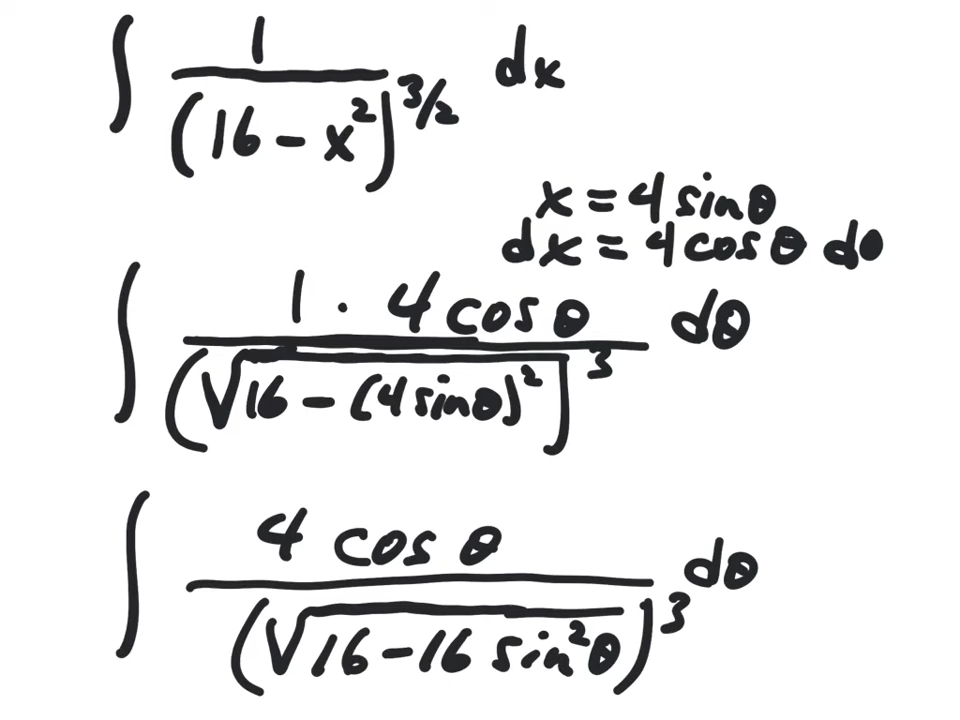 ∫ 1/(16 - x²)^3/2 dx
x = 4 sin θ
dx = 4 cos θ dθ
∫ 1 · 4 cos θ/(√16 - (4 sin θ)²)³ dθ
∫ 4 cos θ/(√16 - 16 sin²θ)³ dθ